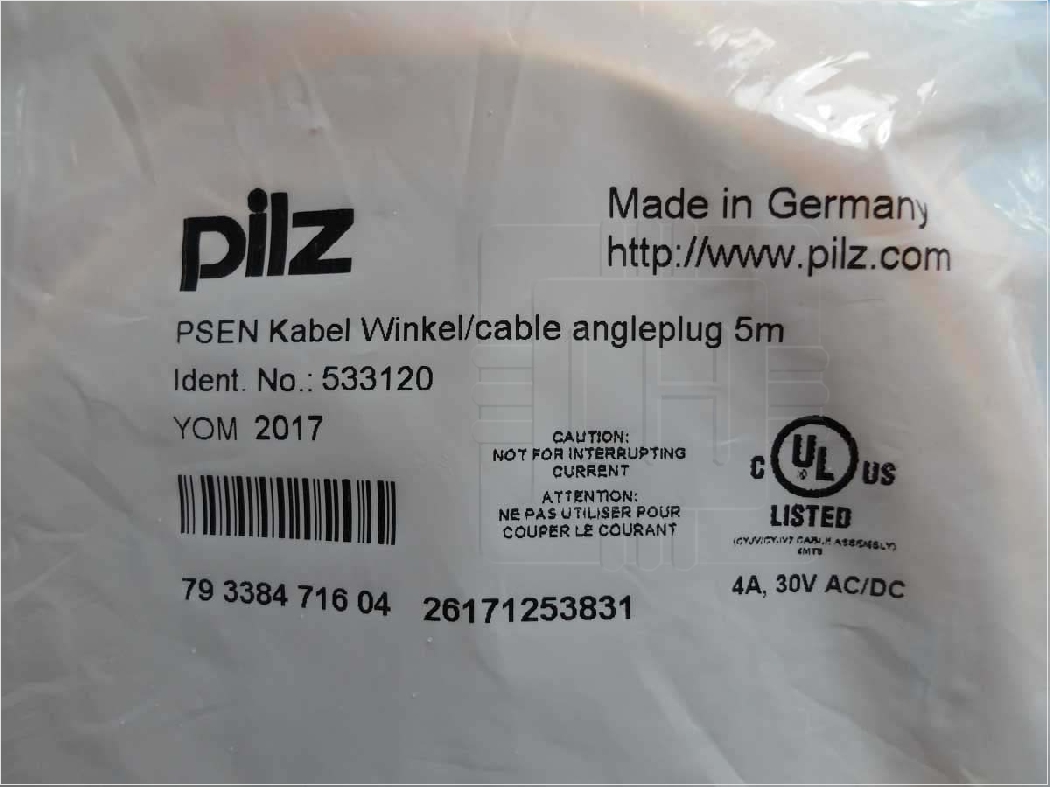 pilz
Made in Germany
http://www.pilz.com
PSEN Kabel Winkel/cable angleplug 5m
Ident. No.: 533120
YOM 2017
CAUTION:
NOT FOR INTERRUPTING
CURRENT
ATTENTION:
NE PAS UTILISER POUR
COUPER LE COURANT
C UL US
LISTED
4A, 30V AC/DC
79 3384 716 04
26171253831